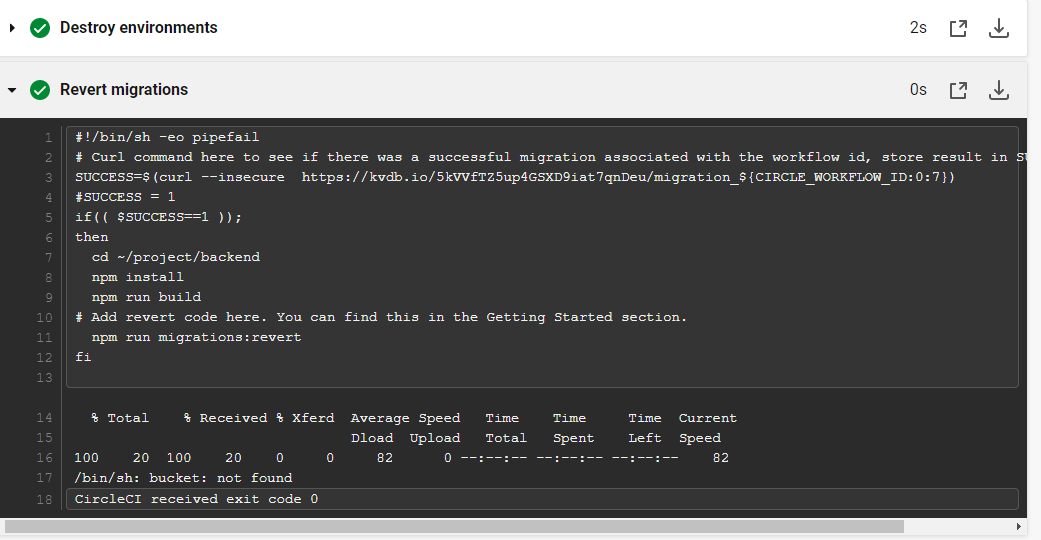 Destroy environments 2s
Revert migrations 0s
1 #!/bin/sh -eo pipefail
2 # Curl command here to see if there was a successful migration associated with the workflow id, store result in
3 SUCCESS=$(curl --insecure  https://kvdb.io/5kVVfTZ5up4GSXD9iat7qnDeu/migration_${CIRCLE_WORKFLOW_ID:0:7})
4 #SUCCESS = 1
5 if(( $SUCCESS==1 ));
6 then
7   cd ~/project/backend
8   npm install
9   npm run build
10 # Add revert code here. You can find this in the Getting Started section.
11   npm run migrations:revert
12 fi
13
14   % Total    % Received % Xferd  Average Speed   Time    Time     Time  Current
15                                  Dload  Upload   Total   Spent    Left  Speed
16 100    20  100    20    0     0     82      0 --:--:-- --:--:-- --:--:--    82
17 /bin/sh: bucket: not found
18 CircleCI received exit code 0